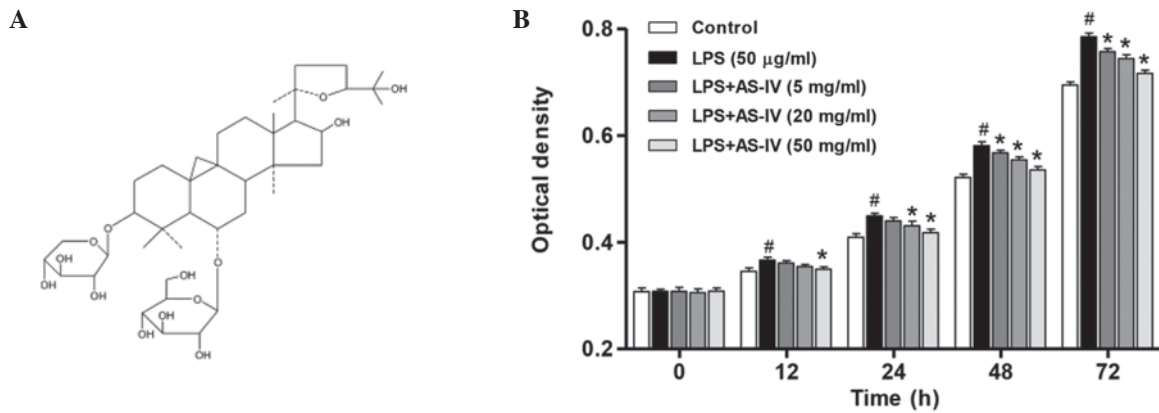 A
O
OH
OH
O
O
OH
OH
OH
O
HO
O
OH
OH
OH
OH
B
Control
LPS (50 μg/ml)
LPS+AS-IV (5 mg/ml)
LPS+AS-IV (20 mg/ml)
LPS+AS-IV (50 mg/ml)
Optical density
0.8
0.6
0.4
0.2
#
*
#
* *
#
* * *
#
* * *
0 12 24 48 72
Time (h)